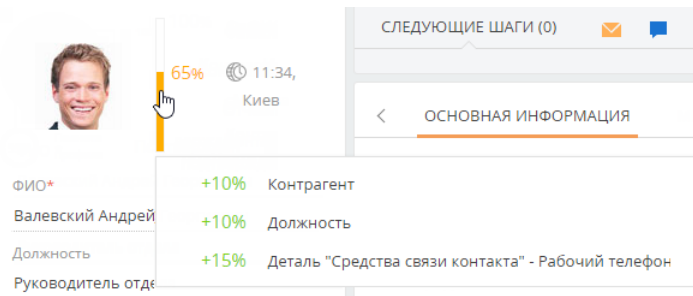 СЛЕДУЮЩИЕ ШАГИ (0)
65% 11:34,
Киев
ОСНОВНАЯ ИНФОРМАЦИЯ
ФИО*
Валевский Андрей
Должность
Руководитель отде
+10% Контрагент
+10% Должность
+15% Деталь "Средства связи контакта" - Рабочий телефон